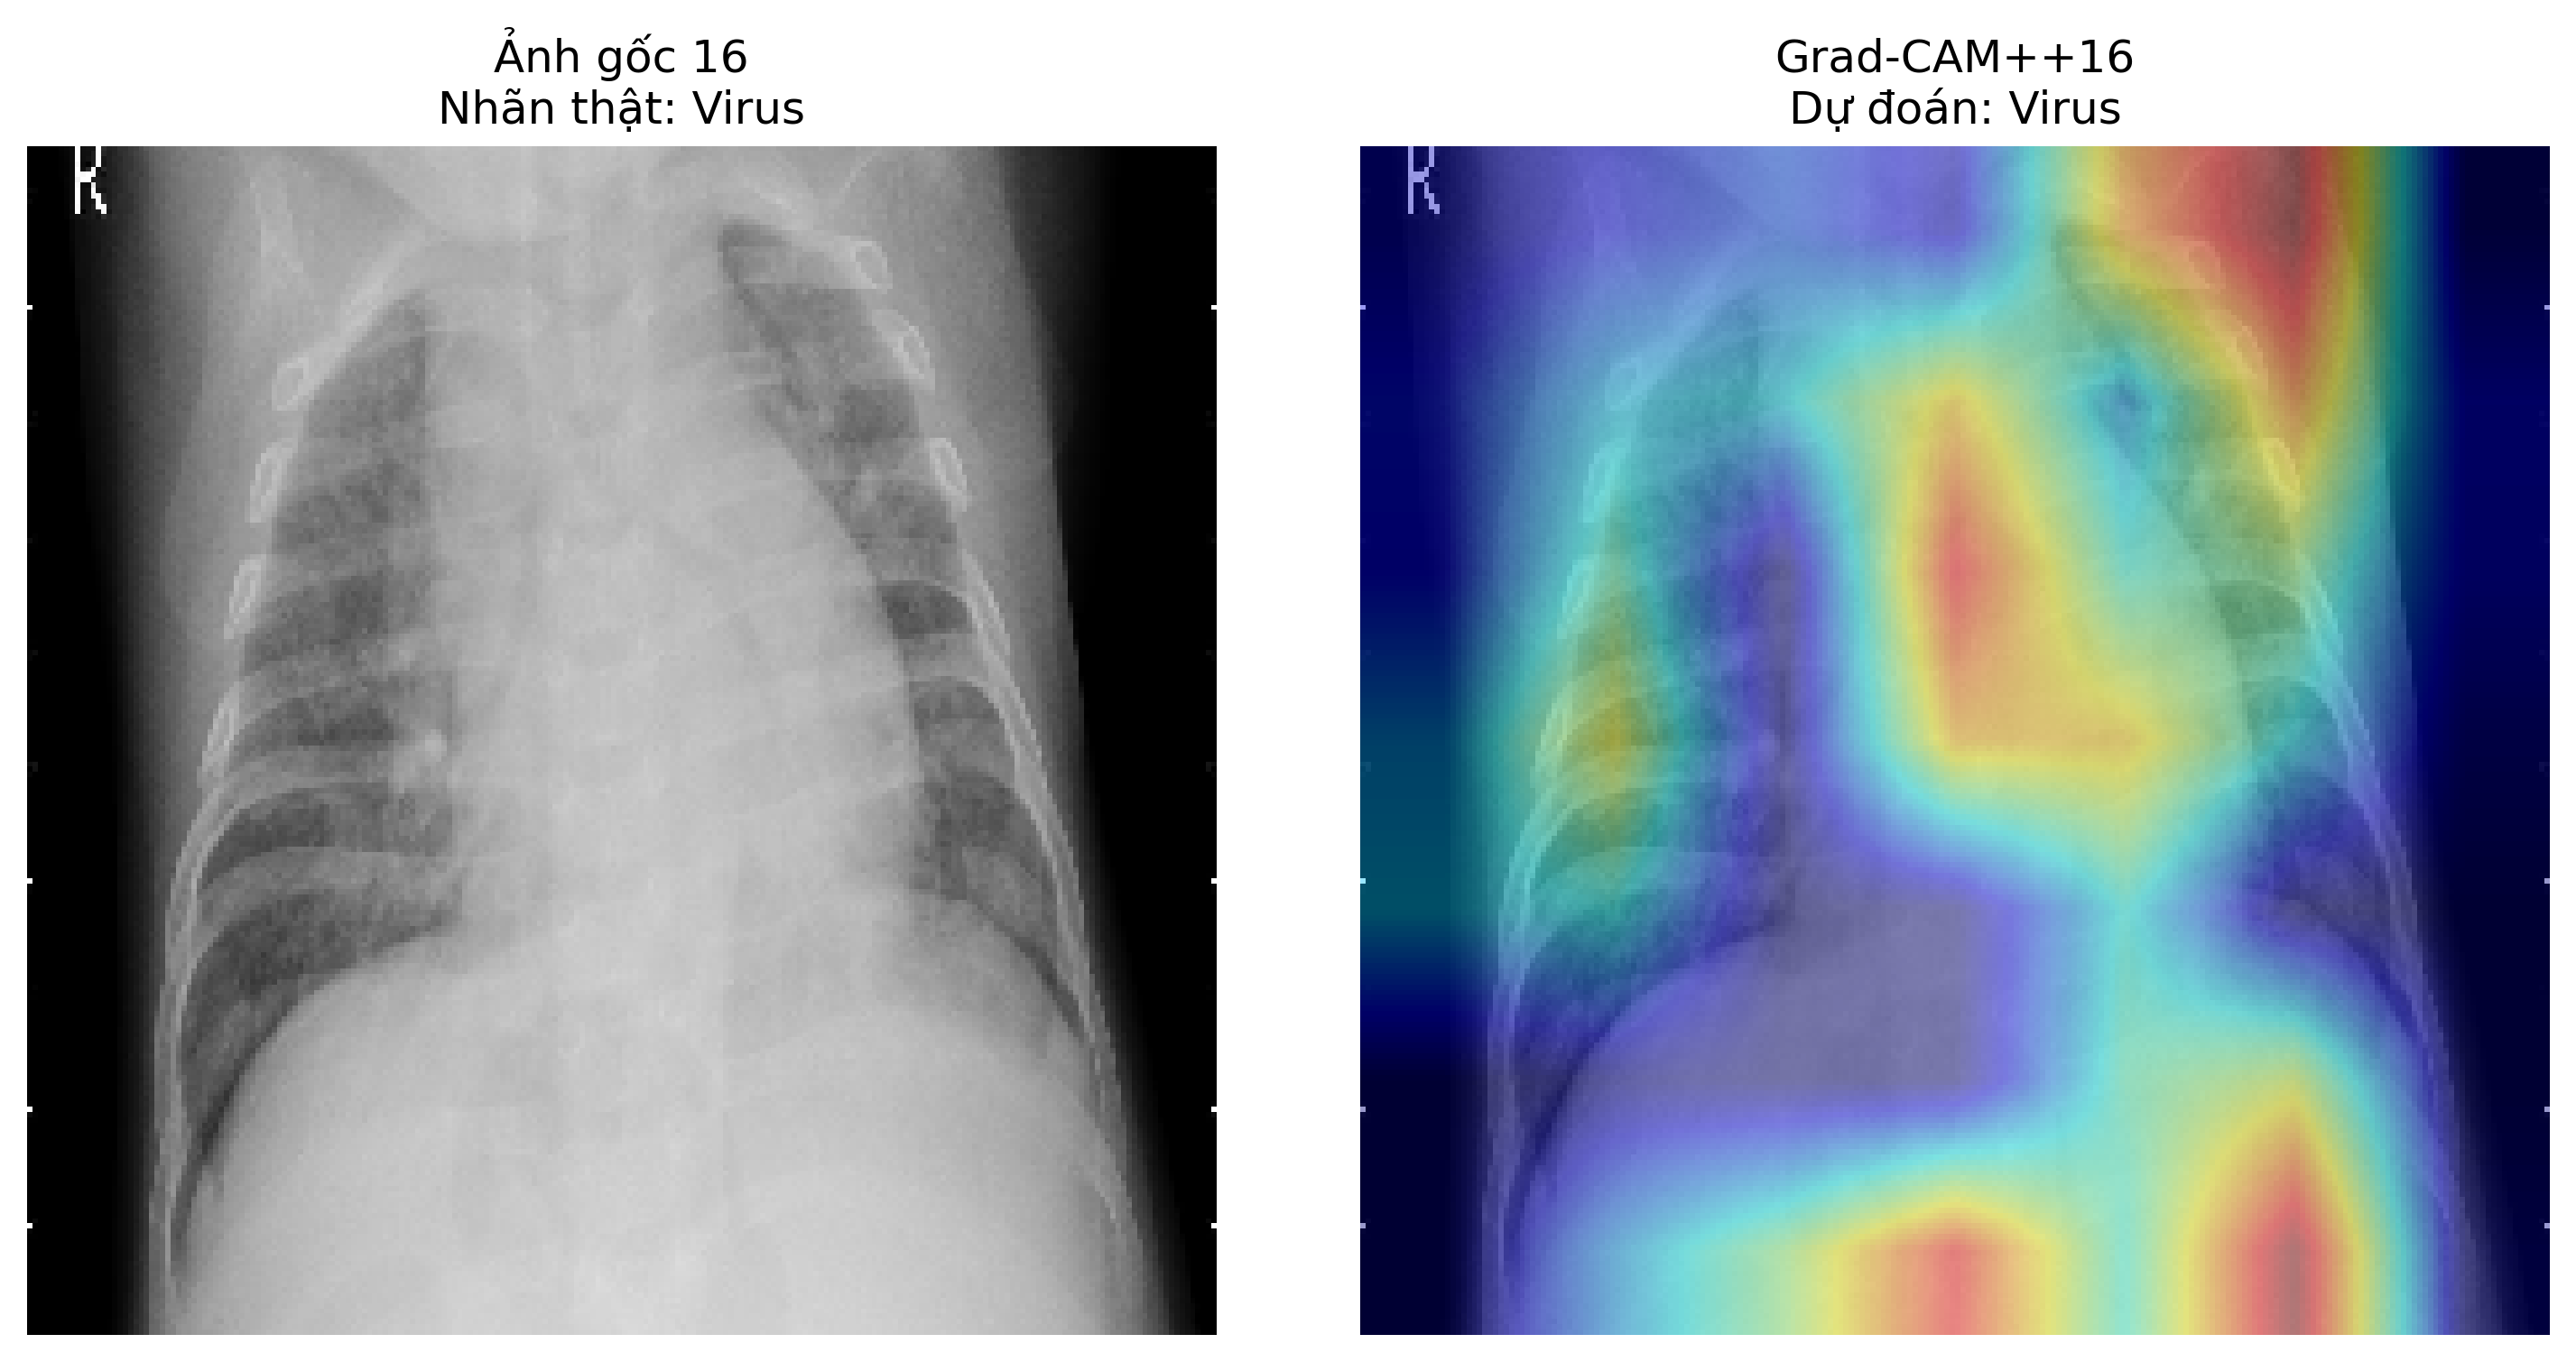 Ảnh gốc 16
Nhãn thật: Virus
Grad-CAM++16
Dự đoán: Virus
R
R